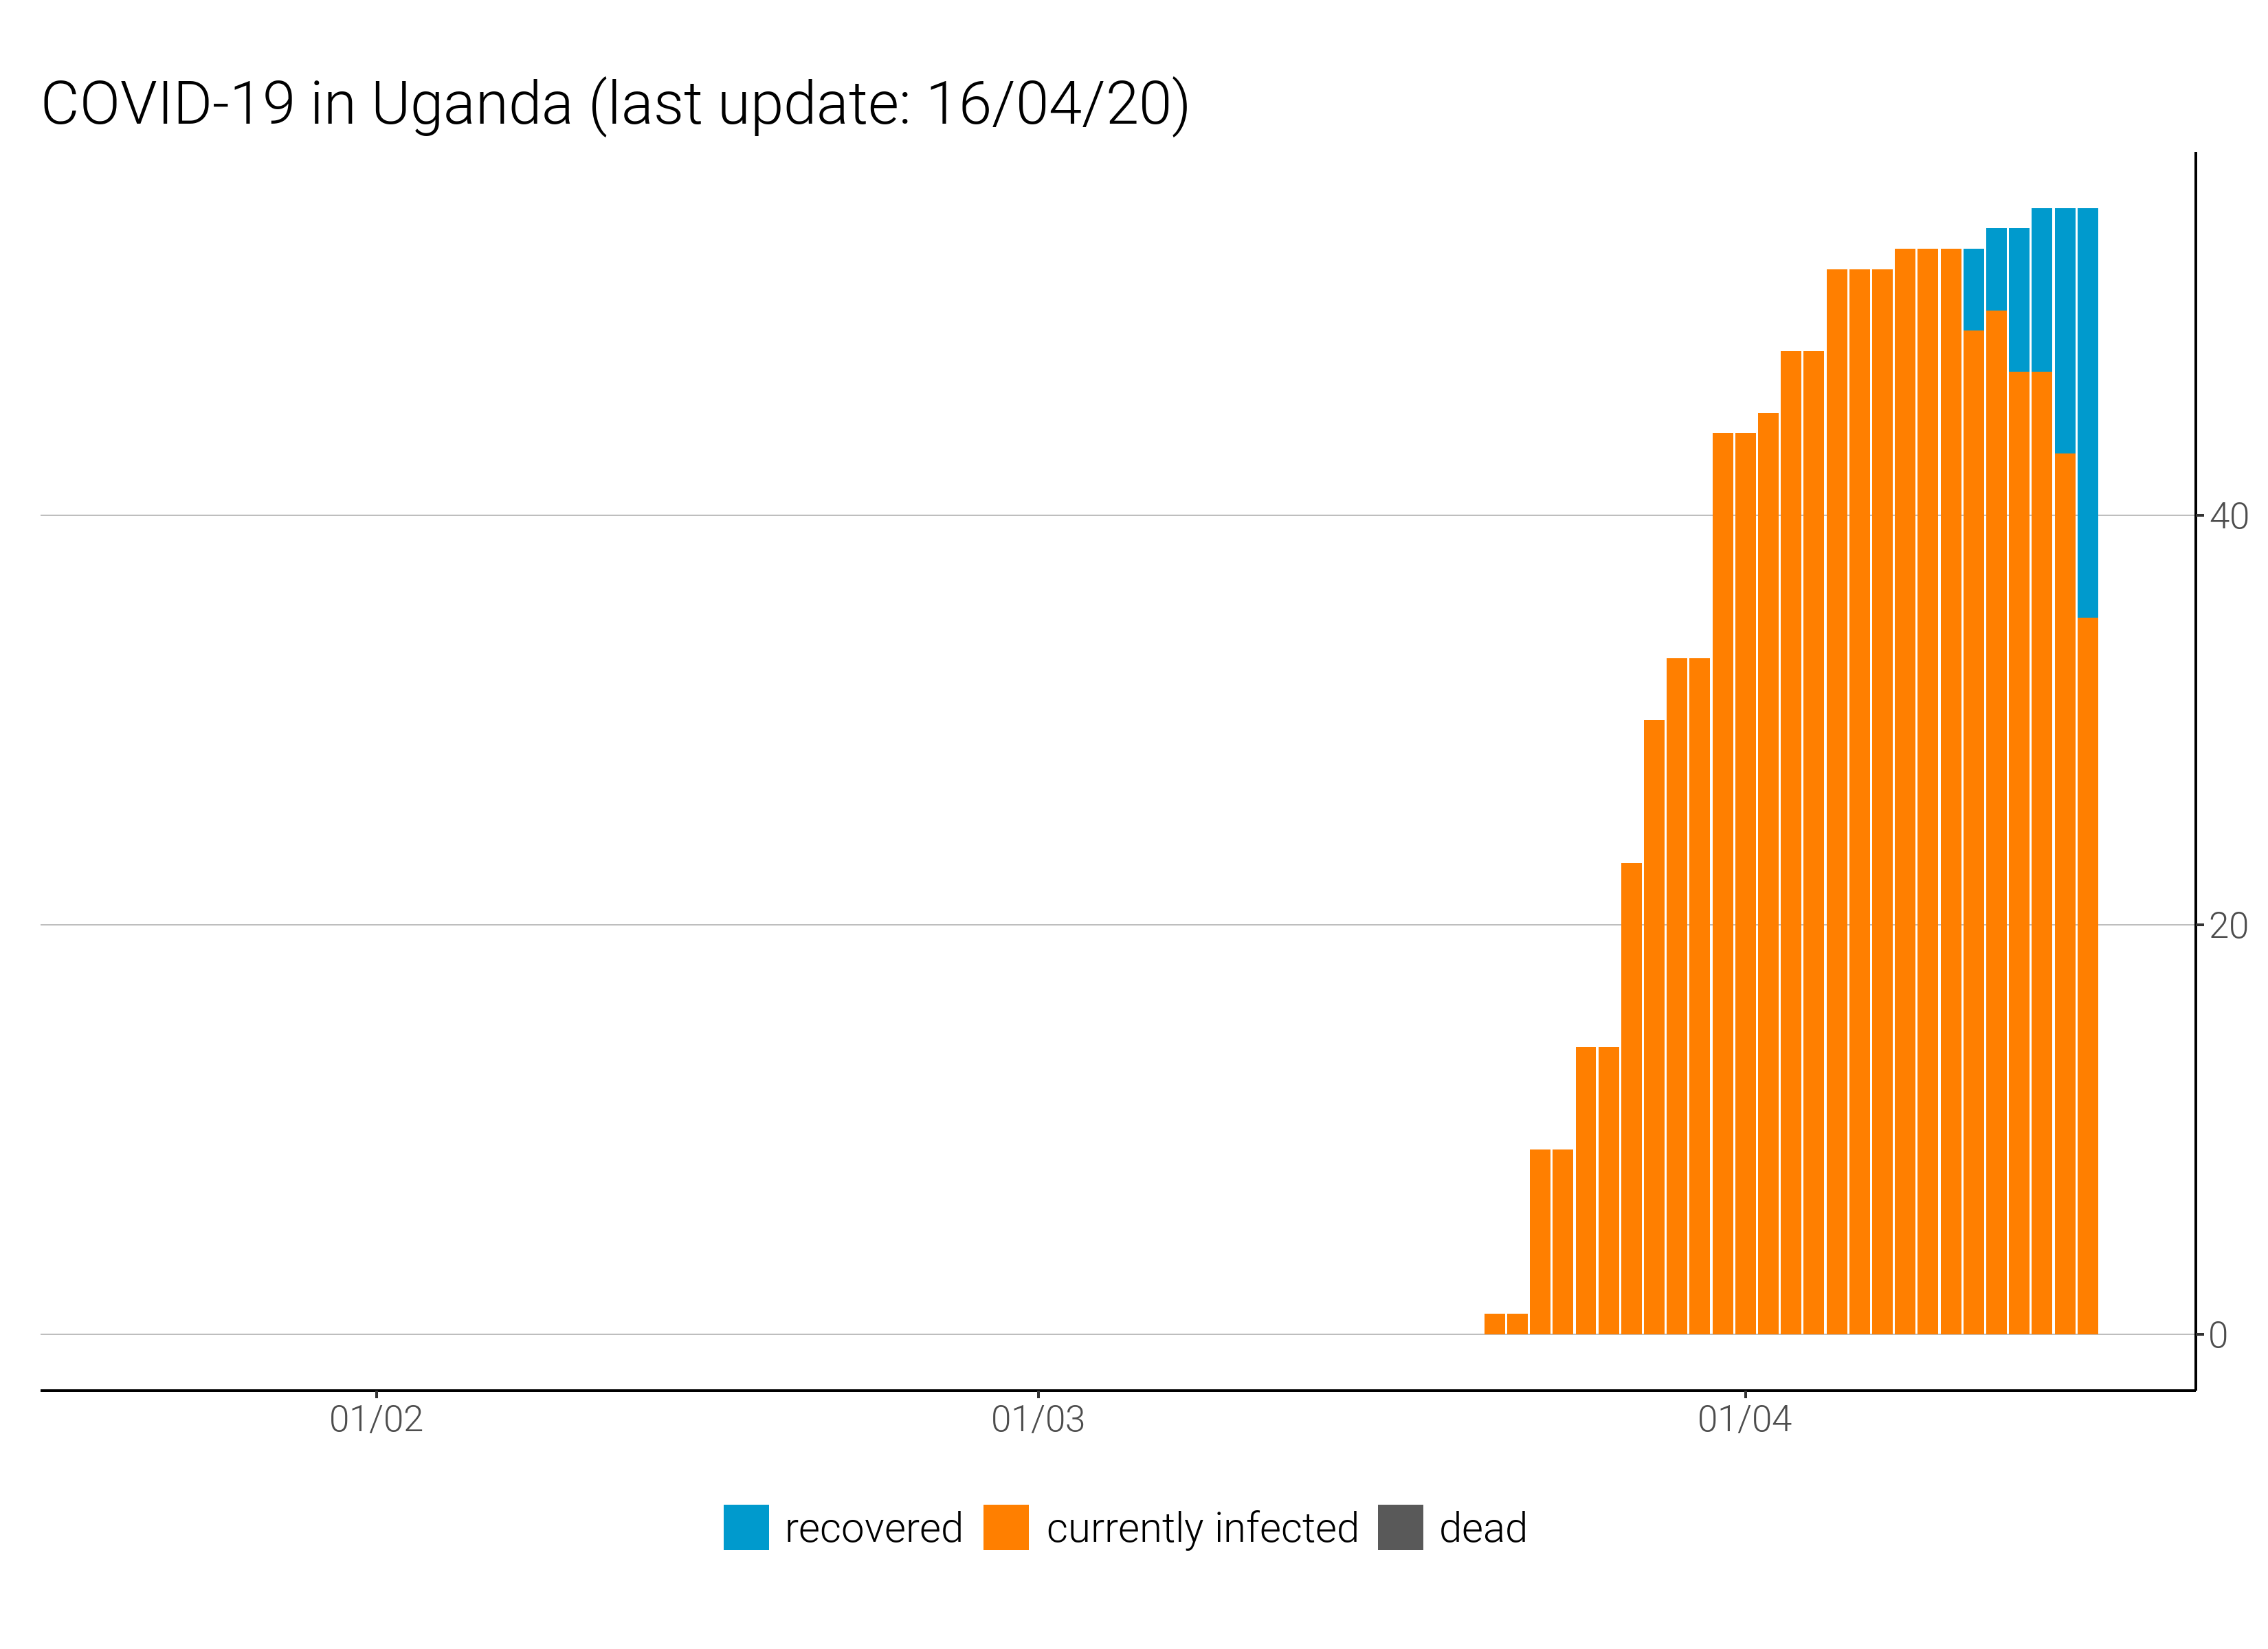 COVID-19 in Uganda (last update: 16/04/20)
40
20
0
01/02 01/03 01/04
recovered currently infected dead